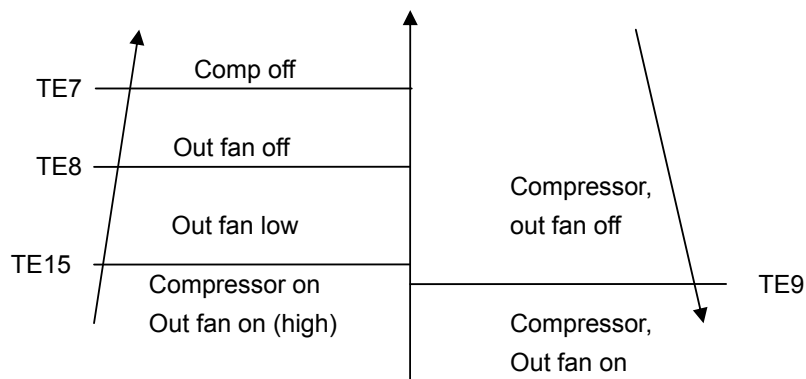 Comp off
TE7
Out fan off
TE8
Out fan low
TE15
Compressor on
Out fan on (high)
Compressor,
out fan off
TE9
Compressor,
Out fan on